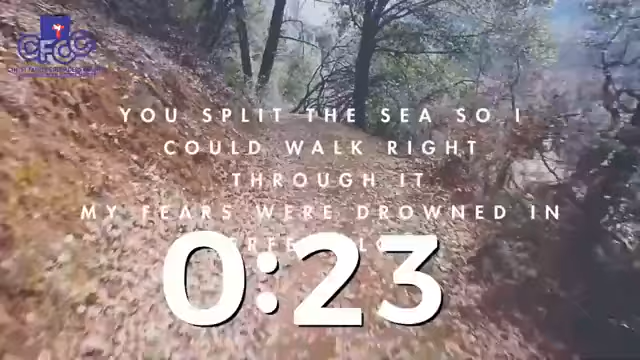 CFCC
YOU SPLIT THE SEA SO I
COULD WALK RIGHT
THROUGH IT
MY FEARS WERE DROWNED IN
0:23